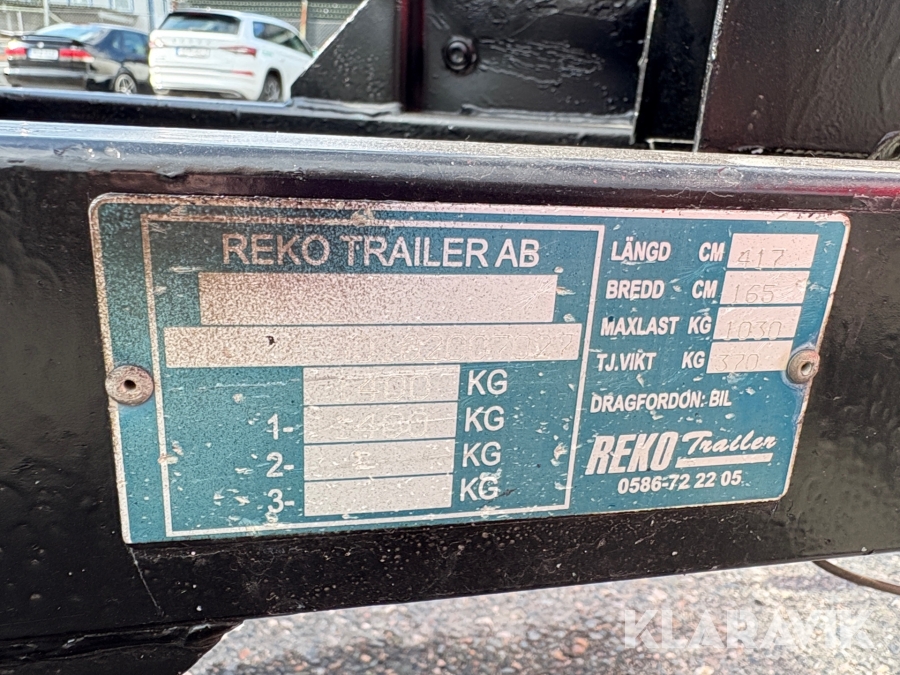 REKO TRAILER AB
KG
1- KG
2- KG
3- KG
LÄNGD CM 417
BREDD CM 165
MAXLAST KG 1030
TJ.VIKT KG 370
DRAGFORDON: BIL
REKO Trailer
0586-72 22 05
KLARAVIK